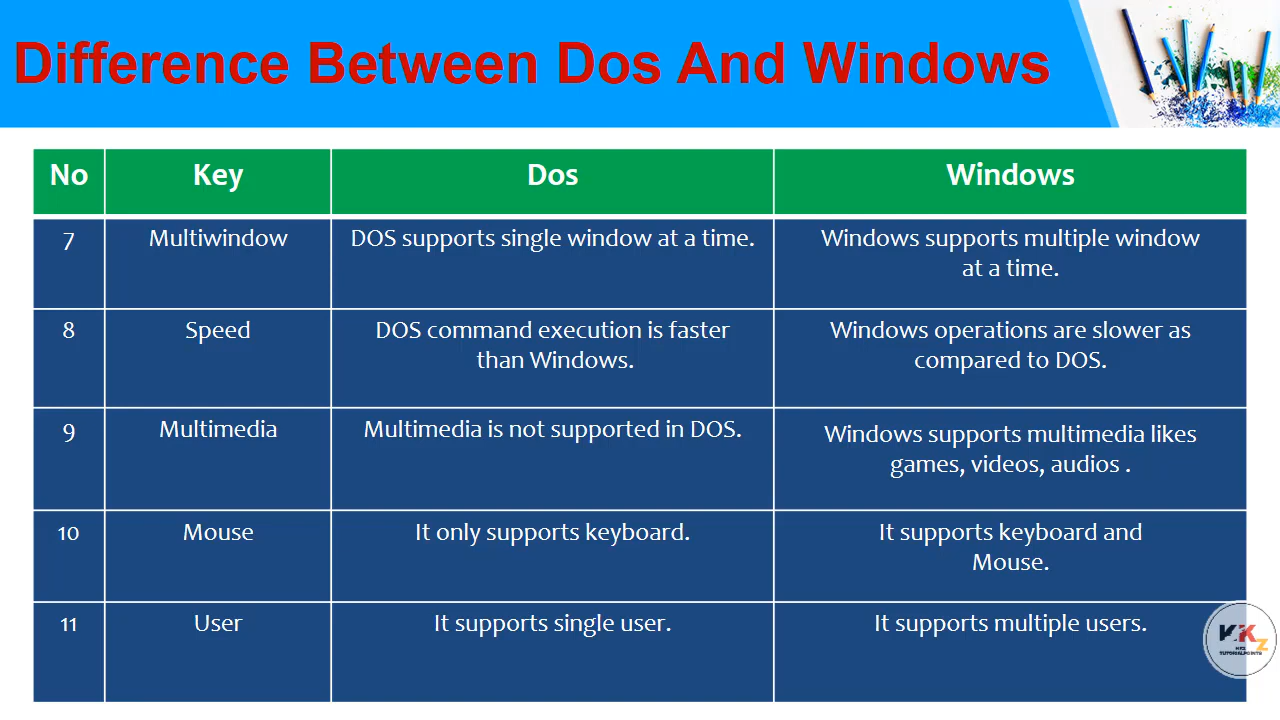 Difference Between Dos And Windows
No Key Dos Windows
7 Multiwindow DOS supports single window at a time. Windows supports multiple window
at a time.
8 Speed DOS command execution is faster Windows operations are slower as
than Windows. compared to DOS.
9 Multimedia Multimedia is not supported in DOS. Windows supports multimedia likes
games, videos, audios .
10 Mouse It only supports keyboard. It supports keyboard and
Mouse.
11 User It supports single user. It supports multiple users.
TUTORIALPOINTS